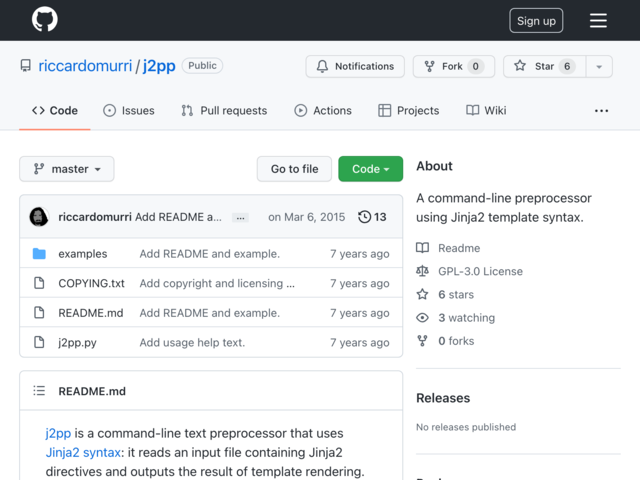 Sign up
riccardomurri / j2pp Public
Notifications Fork 0 Star 6
Code Issues Pull requests Actions Projects Wiki ...
master Go to file Code
riccardomurri Add README a... ... on Mar 6, 2015 13
examples Add README and example. 7 years ago
COPYING.txt Add copyright and licensing ... 7 years ago
README.md Add README and example. 7 years ago
j2pp.py Add usage help text. 7 years ago
README.md
j2pp is a command-line text preprocessor that uses
Jinja2 syntax: it reads an input file containing Jinja2
directives and outputs the result of template rendering.
About
A command-line preprocessor
using Jinja2 template syntax.
Readme
GPL-3.0 License
6 stars
3 watching
0 forks
Releases
No releases published